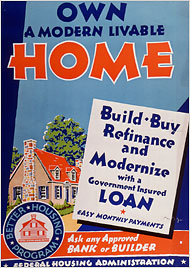 OWN
A MODERN LIVABLE
HOME
Build • Buy
Refinance
and
Modernize
with a
Government Insured
LOAN
EASY MONTHLY PAYMENTS
BETTER HOUSING
PROGRAM
Ask any Approved
BANK or BUILDER
FEDERAL HOUSING ADMINISTRATION